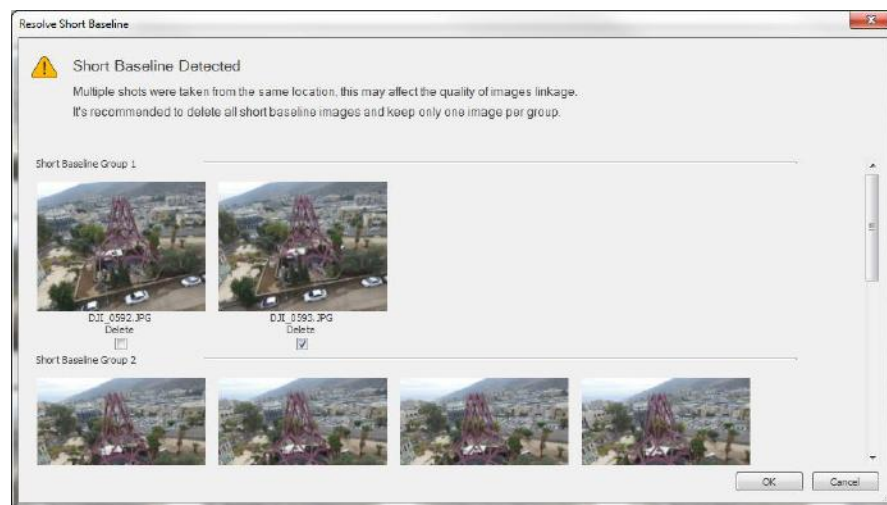 Resolve Short Baseline
Short Baseline Detected
Multiple shots were taken from the same location, this may affect the quality of images linkage.
It's recommended to delete all short baseline images and keep only one image per group.
Short Baseline Group 1
DJI_0592.JPG
DJI_0593.JPG
Delete
Delete
Short Baseline Group 2
OK
Cancel